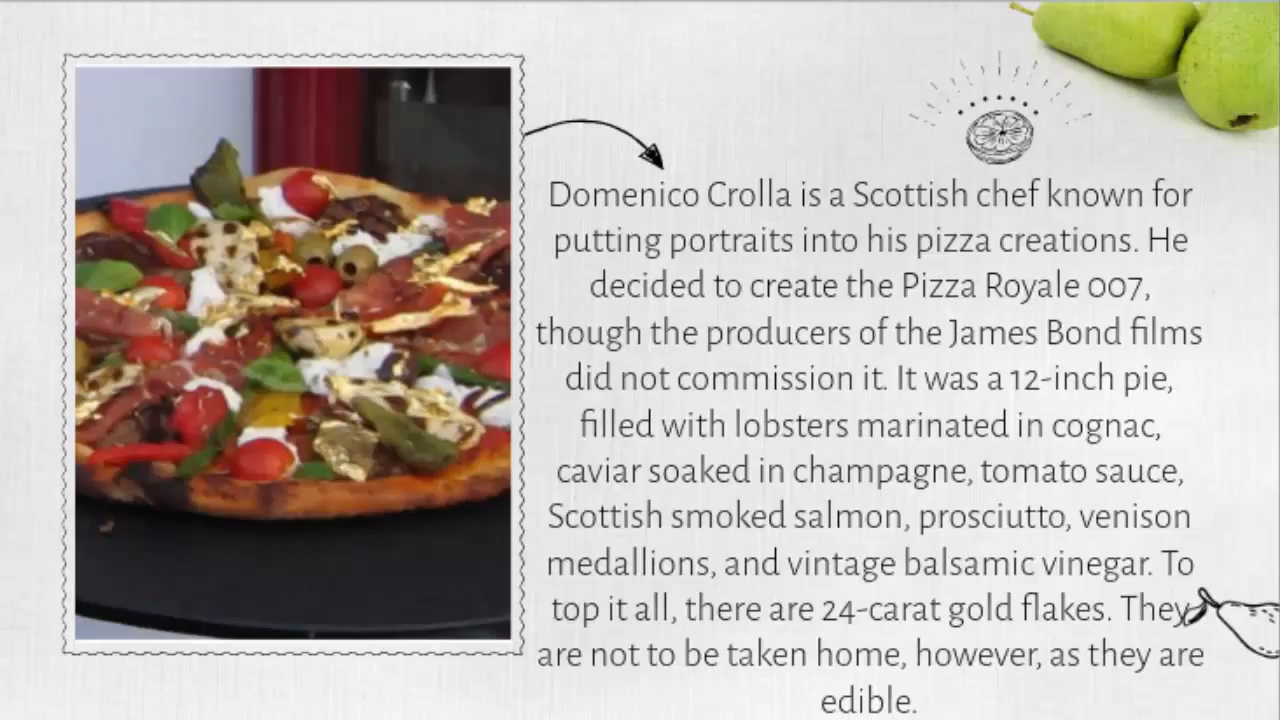 Domenico Crolla is a Scottish chef known for
putting portraits into his pizza creations. He
decided to create the Pizza Royale 007,
though the producers of the James Bond films
did not commission it. It was a 12-inch pie,
filled with lobsters marinated in cognac,
caviar soaked in champagne, tomato sauce,
Scottish smoked salmon, prosciutto, venison
medallions, and vintage balsamic vinegar. To
top it all, there are 24-carat gold flakes. They
are not to be taken home, however, as they are
edible.